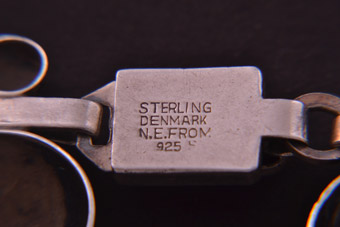 STERLING
DENMARK
N.E.FROM
925 S